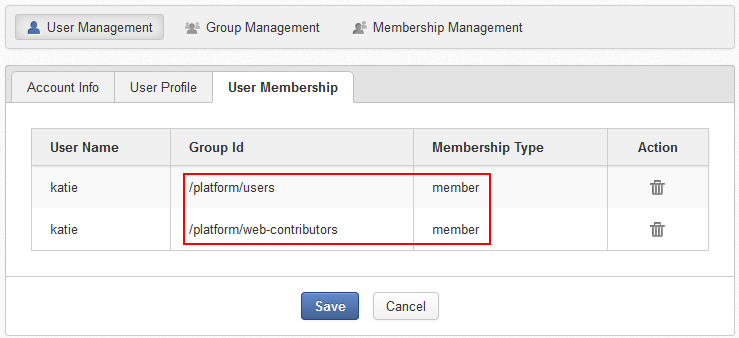 User Management Group Management Membership Management
Account Info User Profile User Membership
User Name Group Id Membership Type Action
katie /platform/users member
katie /platform/web-contributors member
Save Cancel